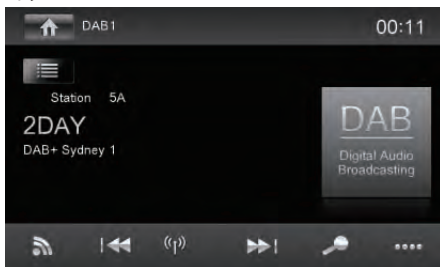 DAB1
00:11
Station 5A
2DAY
DAB+ Sydney 1
DAB
Digital Audio
Broadcasting